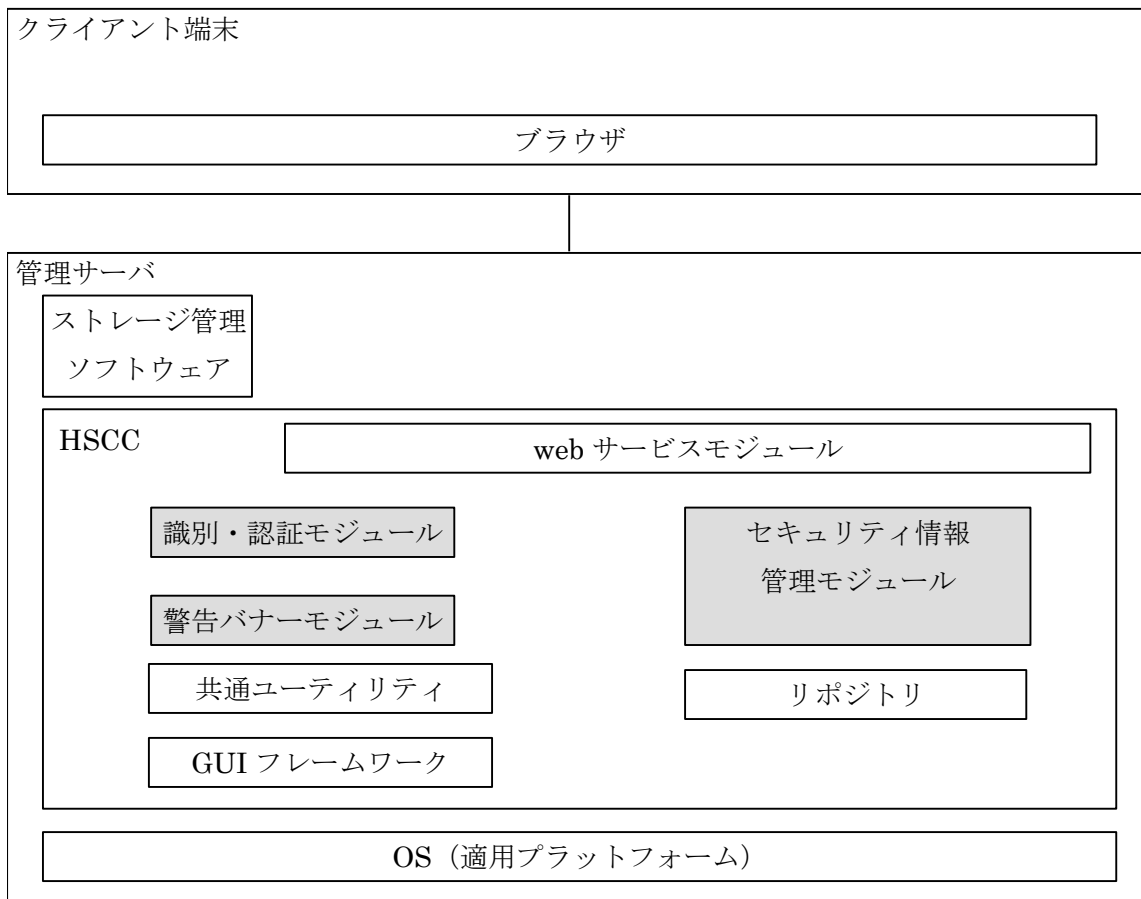 クライアント端末
ブラウザ
管理サーバ
ストレージ管理
ソフトウェア
HSCC
web サービスモジュール
識別・認証モジュール
セキュリティ情報
管理モジュール
警告バナーモジュール
共通ユーティリティ
リポジトリ
GUI フレームワーク
OS（適用プラットフォーム）